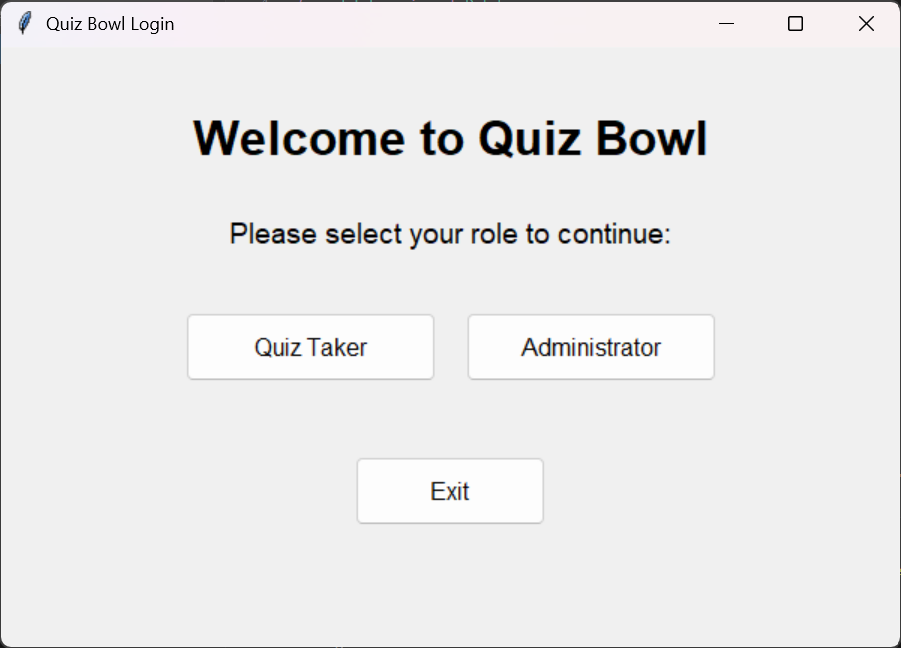 Quiz Bowl Login
Welcome to Quiz Bowl
Please select your role to continue:
Quiz Taker Administrator
Exit